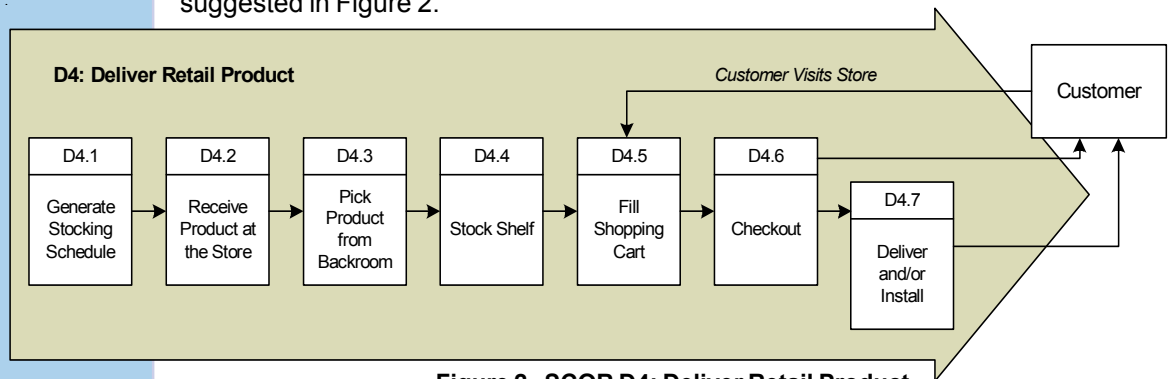 suggested in Figure 2.
D4: Deliver Retail Product
Customer Visits Store
Customer
D4.1
Generate
Stocking
Schedule
D4.2
Receive
Product at
the Store
D4.3
Pick
Product
from
Backroom
D4.4
Stock Shelf
D4.5
Fill
Shopping
Cart
D4.6
Checkout
D4.7
Deliver
and/or
Install
Figure 2. SCOR D4: Deliver Retail Product